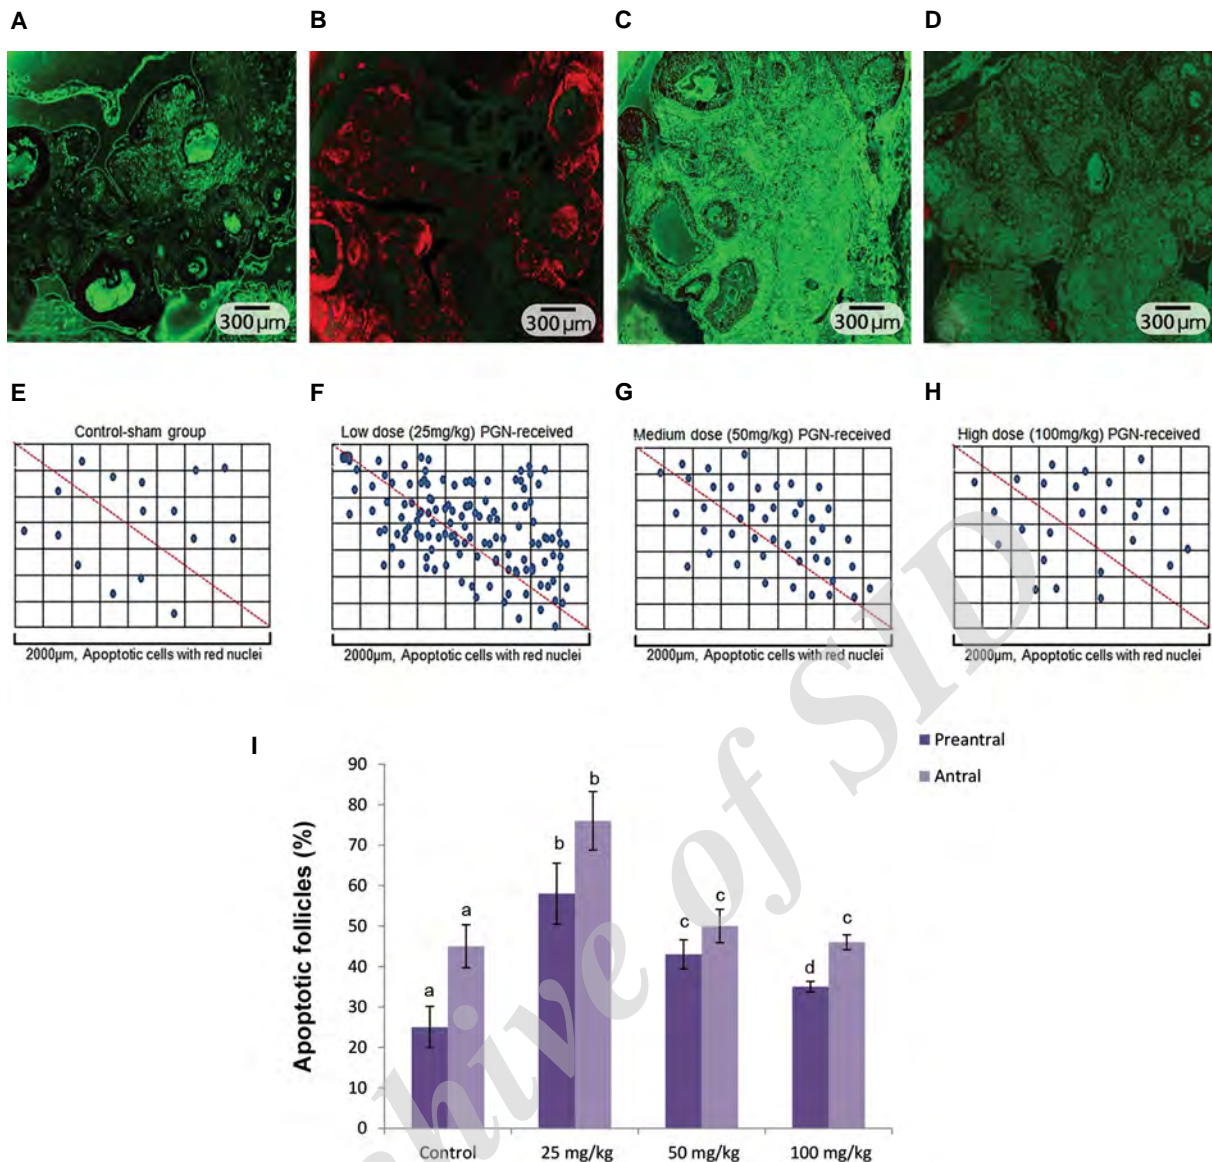 A B C D
300 µm 300 µm 300 µm 300 µm
E F G H
Control-sham group
Low dose (25mg/kg) PGN-received
Medium dose (50mg/kg) PGN-received
High dose (100mg/kg) PGN-received
2000µm, Apoptotic cells with red nuclei
2000µm, Apoptotic cells with red nuclei
2000µm, Apoptotic cells with red nuclei
2000µm, Apoptotic cells with red nuclei
I
Preantral
Antral
Apoptotic follicles (%)
90
80
70
60
50
40
30
20
10
0
a a b b c c d c
Control 25 mg/kg 50 mg/kg 100 mg/kg
hive of SID